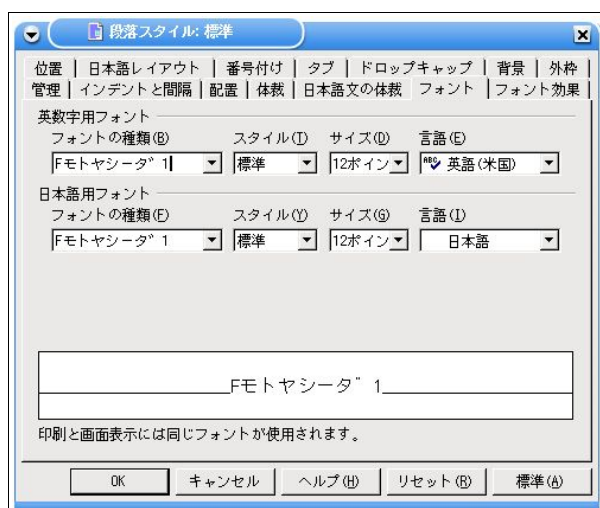 段落スタイル: 標準
位置 日本語レイアウト 番号付け タブ ドロップキャップ 背景 外枠
管理 インデントと間隔 配置 体裁 日本語文の体裁 フォント フォント効果
英数字用フォント
フォントの種類(B) スタイル(T) サイズ(D) 言語(E)
Fモトヤシータ゛1 標準 12ポイン ABC 英語(米国)
日本語用フォント
フォントの種類(F) スタイル(Y) サイズ(G) 言語(I)
Fモトヤシータ゛1 標準 12ポイン 日本語
Fモトヤシータ゛1
印刷と画面表示には同じフォントが使用されます。
OK キャンセル ヘルプ(H) リセット(R) 標準(A)